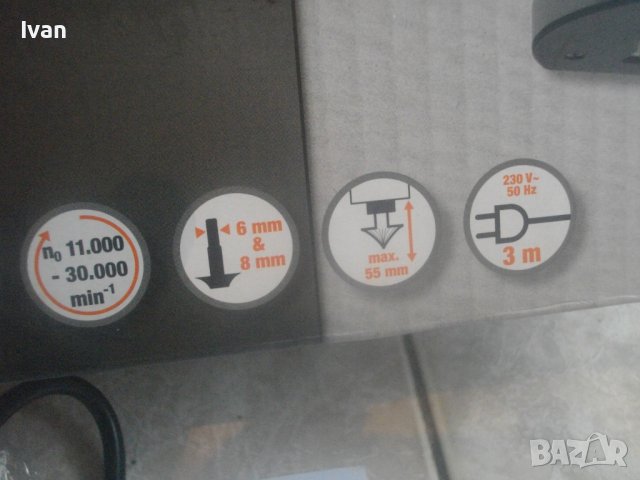 Ivan
n₀ 11.000
- 30.000
min⁻¹
6 mm
&
8 mm
max.
55 mm
230 V~
50 Hz
3 m
BAZAR